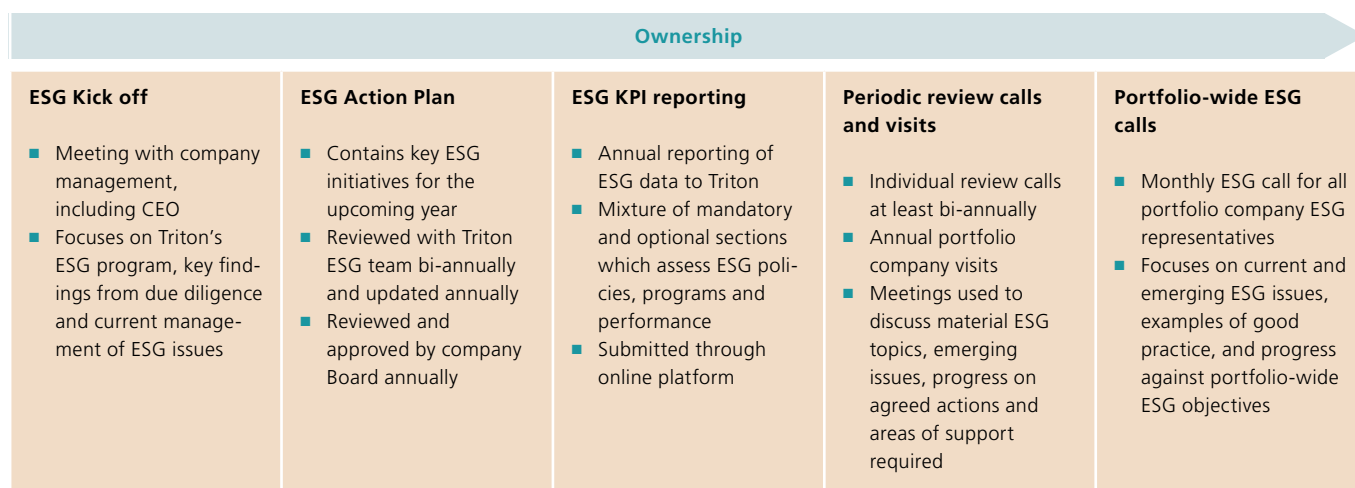 Ownership
ESG Kick off
■ Meeting with company
management,
including CEO
■ Focuses on Triton's
ESG program, key find-
ings from due diligence
and current manage-
ment of ESG issues
ESG Action Plan
■ Contains key ESG
initiatives for the
upcoming year
■ Reviewed with Triton
ESG team bi-annually
and updated annually
■ Reviewed and
approved by company
Board annually
ESG KPI reporting
■ Annual reporting of
ESG data to Triton
■ Mixture of mandatory
and optional sections
which assess ESG poli-
cies, programs and
performance
■ Submitted through
online platform
Periodic review calls
and visits
■ Individual review calls
at least bi-annually
■ Annual portfolio
company visits
■ Meetings used to
discuss material ESG
topics, emerging
issues, progress on
agreed actions and
areas of support
required
Portfolio-wide ESG
calls
■ Monthly ESG call for all
portfolio company ESG
representatives
■ Focuses on current and
emerging ESG issues,
examples of good
practice, and progress
against portfolio-wide
ESG objectives